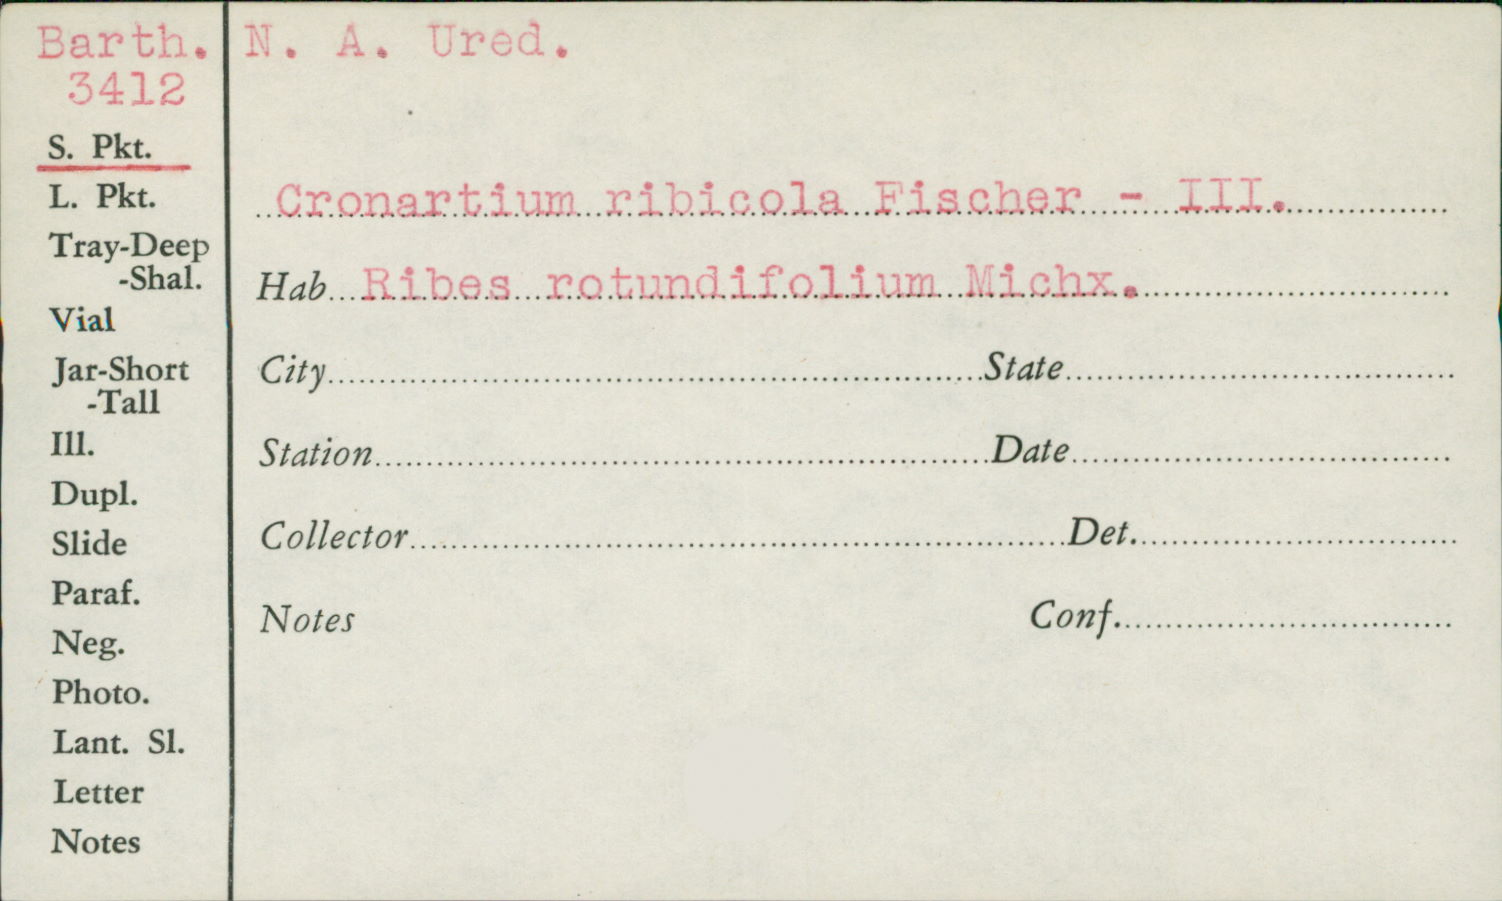 Barth.
3412
S. Pkt.
L. Pkt.
Tray-Deep
-Shal.
Vial
Jar-Short
-Tall
Ill.
Dupl.
Slide
Paraf.
Neg.
Photo.
Lant. Sl.
Letter
Notes
N. A. Ured.
Cronartium ribicola Fischer - III.
Hab Ribes rotundifolium Michx.
City State
Station Date
Collector Det.
Notes Conf.